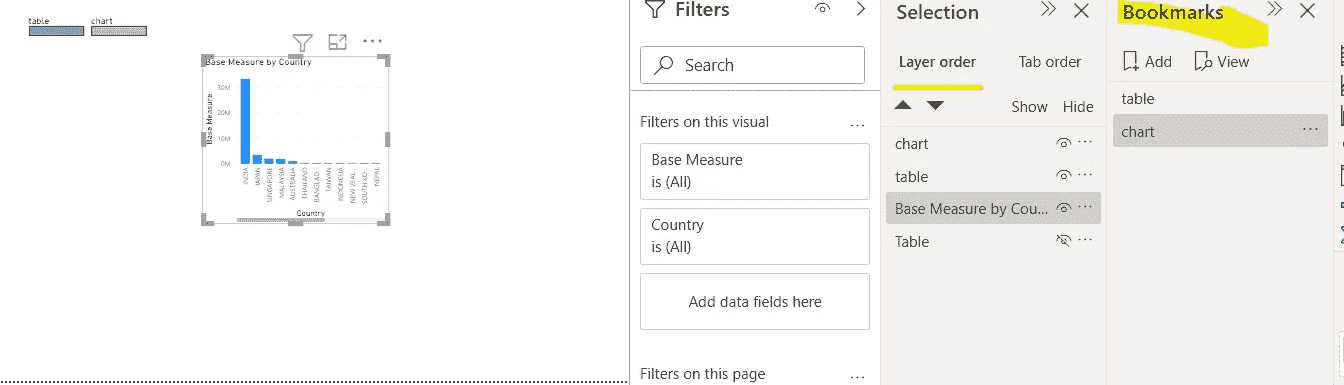 table chart
Base Measure by Country
Base Measure
30M
20M
10M
0M
INDIA
JAPAN
SINGAPORE
MALAYSIA
AUSTRALIA
THAILAND
BANGLAD...
TAIWAN
INDONESIA
NEW ZEAL...
SOUTH KO...
NEPAL
Country
Filters
Search
Filters on this visual ...
Base Measure
is (All)
Country
is (All)
Add data fields here
Filters on this page ...
Selection
Layer order Tab order
Show Hide
chart ...
table ...
Base Measure by Cou... ...
Table ...
Bookmarks
Add View
table
chart ...